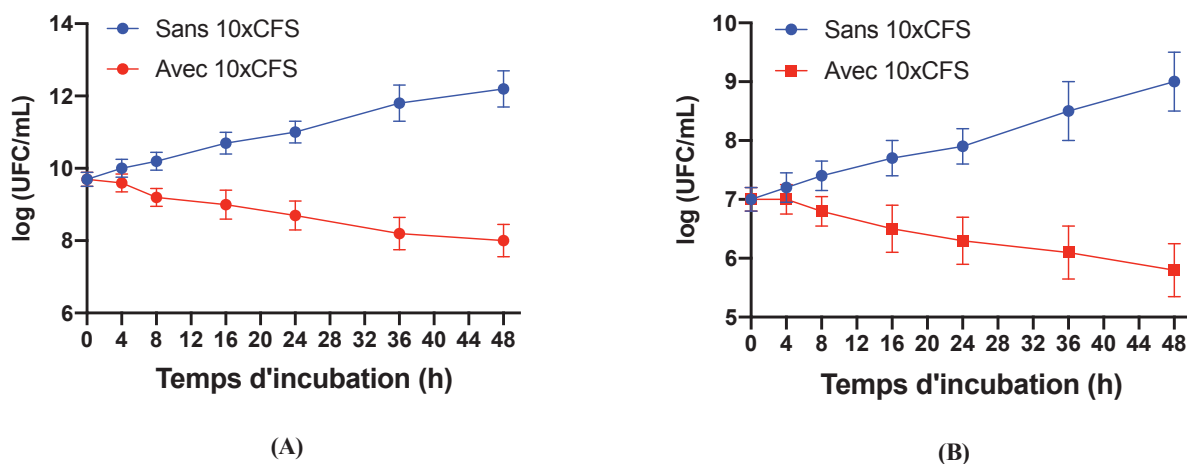 14
12
10
8
6
log (UFC/mL)
Sans 10xCFS
Avec 10xCFS
0 4 8 12 16 20 24 28 32 36 40 44 48
Temps d'incubation (h)
(A)
10
9
8
7
6
5
log (UFC/mL)
Sans 10xCFS
Avec 10xCFS
0 4 8 12 16 20 24 28 32 36 40 44 48
Temps d'incubation (h)
(B)